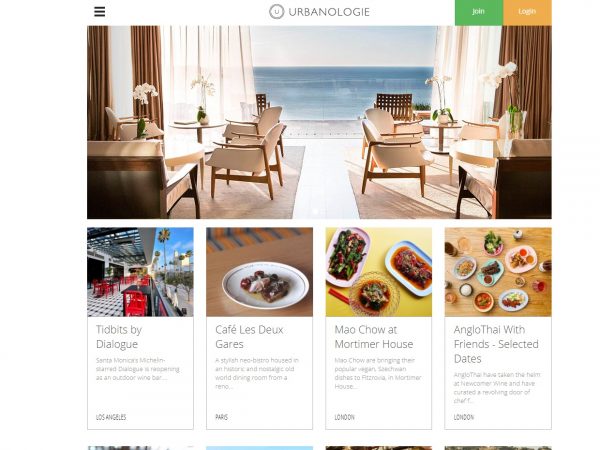 URBANOLOGIE
Join
Login
Tidbits by
Dialogue
Santa Monica's Michelin-
starred Dialogue is reopening
as an outdoor wine bar....
LOS ANGELES
Café Les Deux
Gares
A stylish neo-bistro housed in
an historic and nostalgic old
world dining room from a
reno...
PARIS
Mao Chow at
Mortimer House
Mao Chow are bringing their
popular vegan, Szechwan
dishes to Fitzrovia, in Mortimer
House...
LONDON
AngloThai With
Friends - Selected
Dates
AngloThai have taken the helm
at Newcomer Wine and have
curated a revolving door of
chef f...
LONDON